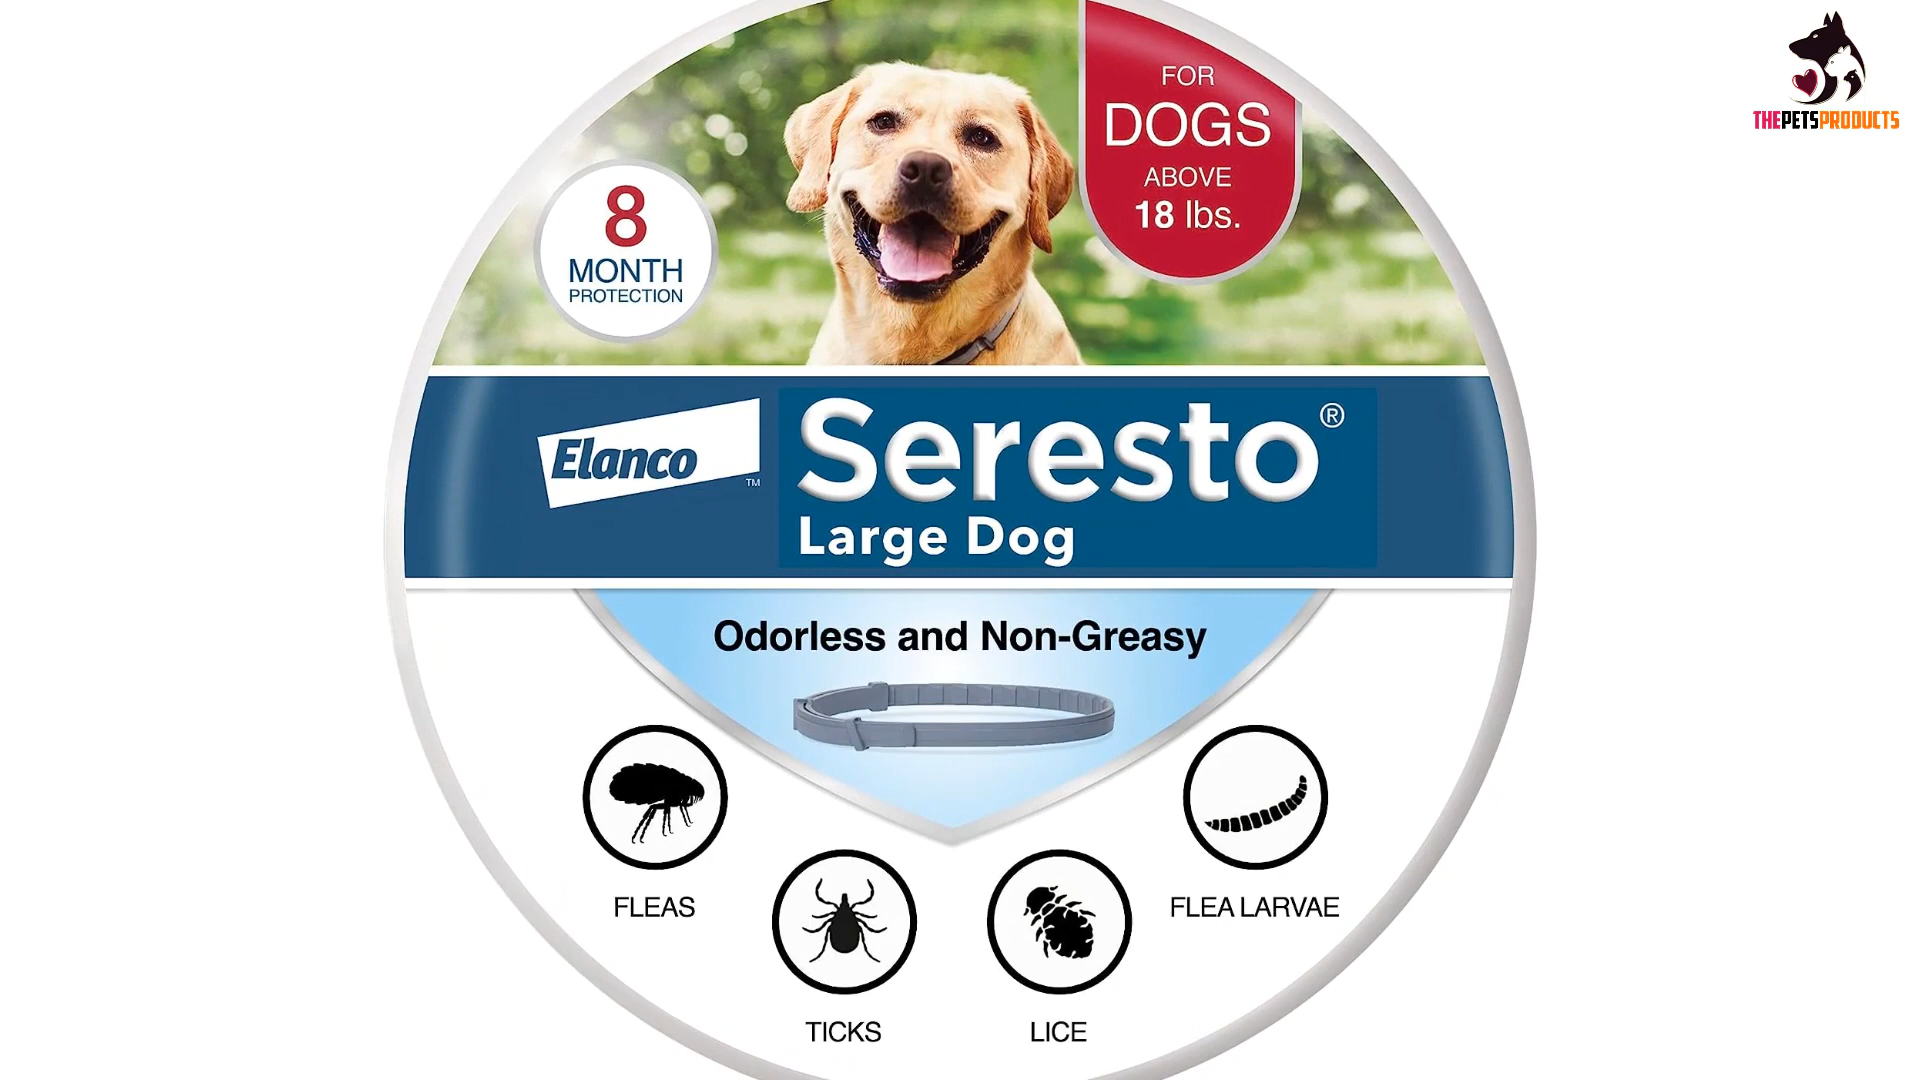 FOR
DOGS
ABOVE
18 lbs.
THEPETSPRODUCTS
8
MONTH
PROTECTION
Elanco
TM
Seresto®
Large Dog
Odorless and Non-Greasy
FLEAS
FLEA LARVAE
TICKS
LICE